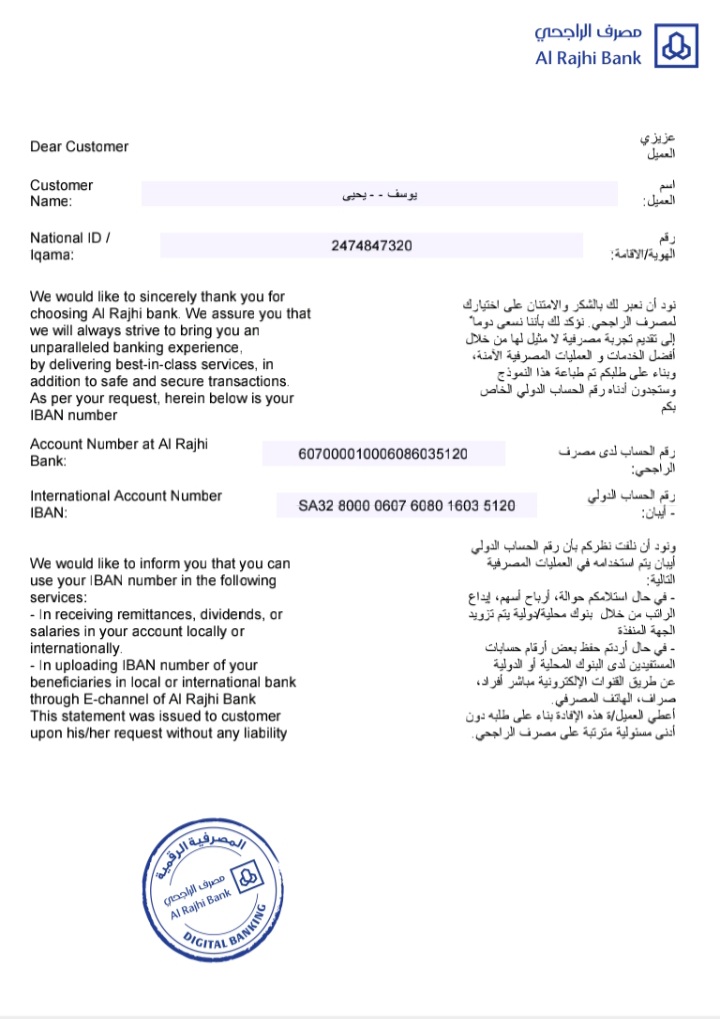 مصرف الراجحي
Al Rajhi Bank
Dear Customer
عزيزي
العميل
Customer
Name:
يوسف - - يحيى
اسم
العميل:
National ID /
Iqama:
2474847320
رقم
الهوية/الاقامة:
We would like to sincerely thank you for
choosing Al Rajhi bank. We assure you that
we will always strive to bring you an
unparalleled banking experience,
by delivering best-in-class services, in
addition to safe and secure transactions.
As per your request, herein below is your
IBAN number
نود أن نعبر لك بالشكر والامتنان على اختيارك
لمصرف الراجحي. نؤكد لك بأننا نسعى دوماً
إلى تقديم تجربة مصرفية لا مثيل لها من خلال
أفضل الخدمات و العمليات المصرفية الآمنة،
وبناء على طلبكم تم طباعة هذا النموذج
وستجدون أدناه رقم الحساب الدولي الخاص
بكم
Account Number at Al Rajhi
Bank:
607000010006086035120
رقم الحساب لدى مصرف
الراجحي:
International Account Number
IBAN:
SA32 8000 0607 6080 1603 5120
رقم الحساب الدولي
- أيبان:
We would like to inform you that you can
use your IBAN number in the following
services:
- In receiving remittances, dividends, or
salaries in your account locally or
internationally.
- In uploading IBAN number of your
beneficiaries in local or international bank
through E-channel of Al Rajhi Bank
This statement was issued to customer
upon his/her request without any liability
ونود أن نلفت نظركم بأن رقم الحساب الدولي
أيبان يتم استخدامه في العمليات المصرفية
التالية:
- في حال استلامكم حوالة، أرباح أسهم، إيداع
الراتب من خلال بنوك محلية/دولية يتم تزويد
الجهة المنفذة
- في حال أردتم حفظ بعض أرقام حسابات
المستفيدين لدى البنوك المحلية أو الدولية
عن طريق القنوات الإلكترونية مباشر أفراد،
صراف، الهاتف المصرفي.
أعطي العميل/ة هذه الإفادة بناء على طلبه دون
أدنى مسئولية مترتبة على مصرف الراجحي.
المصرفية الرقمية
مصرف الراجحي
Al Rajhi Bank
DIGITAL BANKING